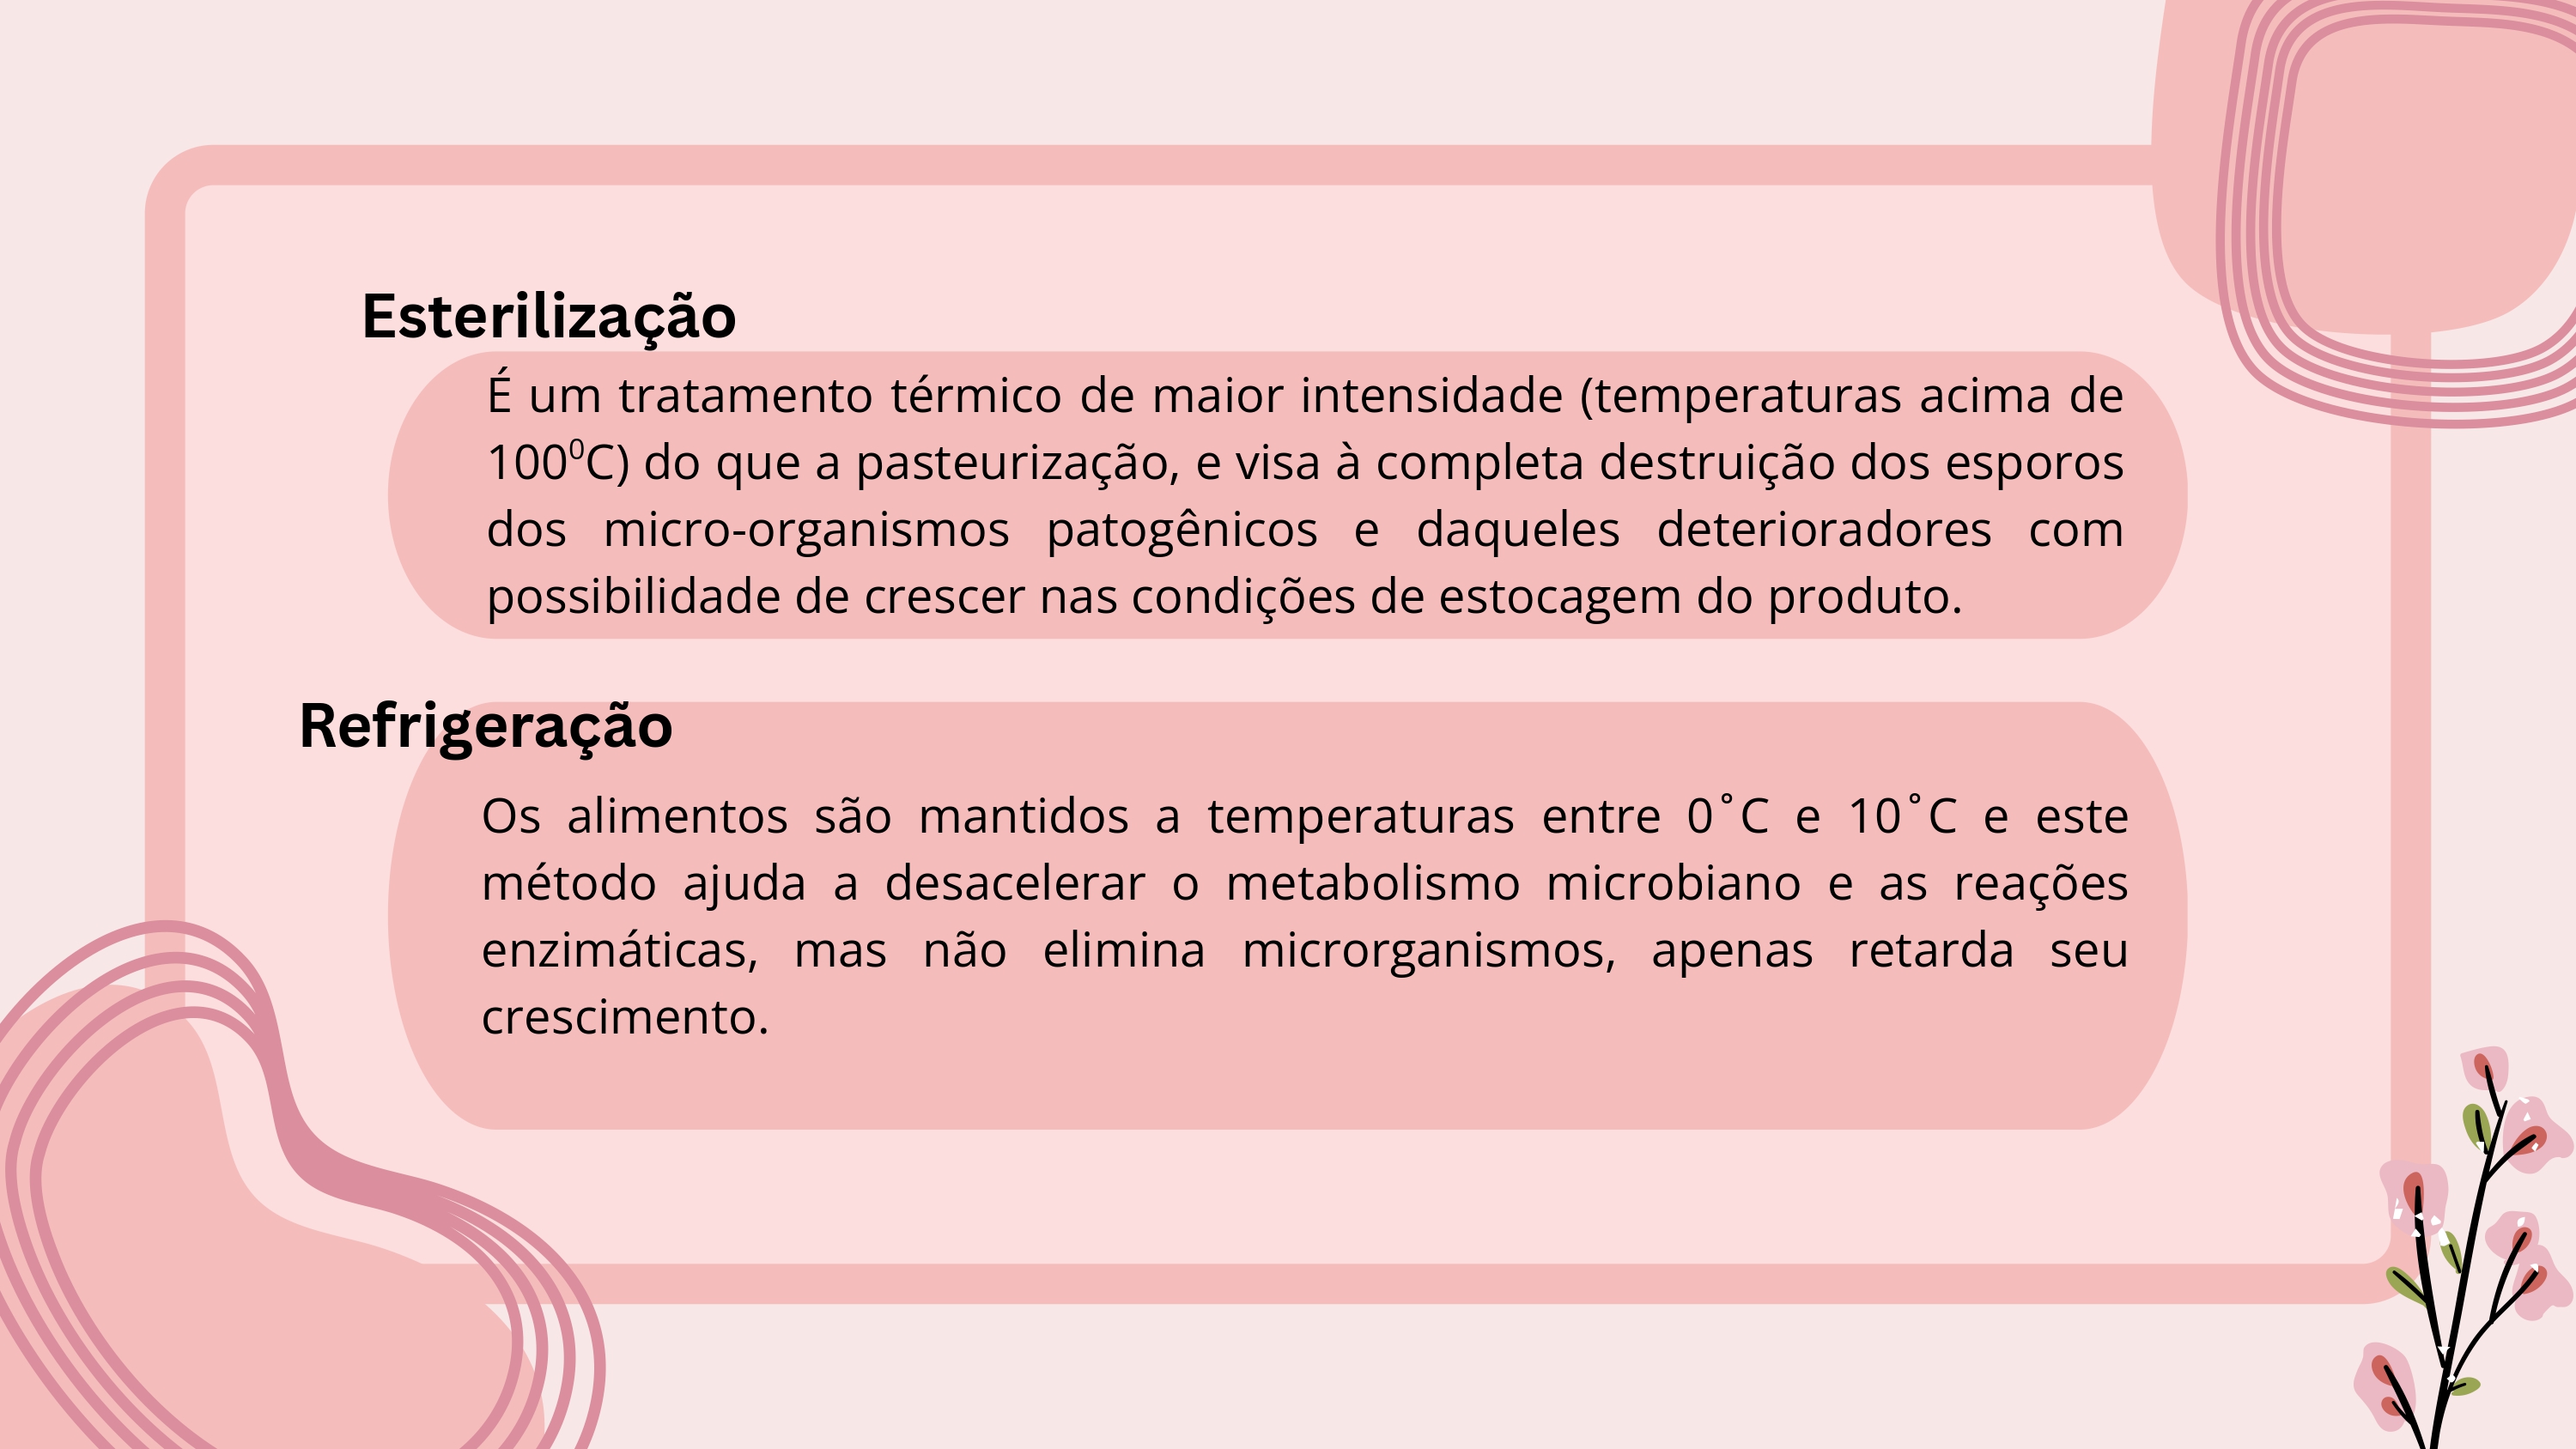 Esterilização
É um tratamento térmico de maior intensidade (temperaturas acima de
100⁰C) do que a pasteurização, e visa à completa destruição dos esporos
dos micro-organismos patogênicos e daqueles deterioradores com
possibilidade de crescer nas condições de estocagem do produto.
Refrigeração
Os alimentos são mantidos a temperaturas entre 0˚C e 10˚C e este
método ajuda a desacelerar o metabolismo microbiano e as reações
enzimáticas, mas não elimina microrganismos, apenas retarda seu
crescimento.